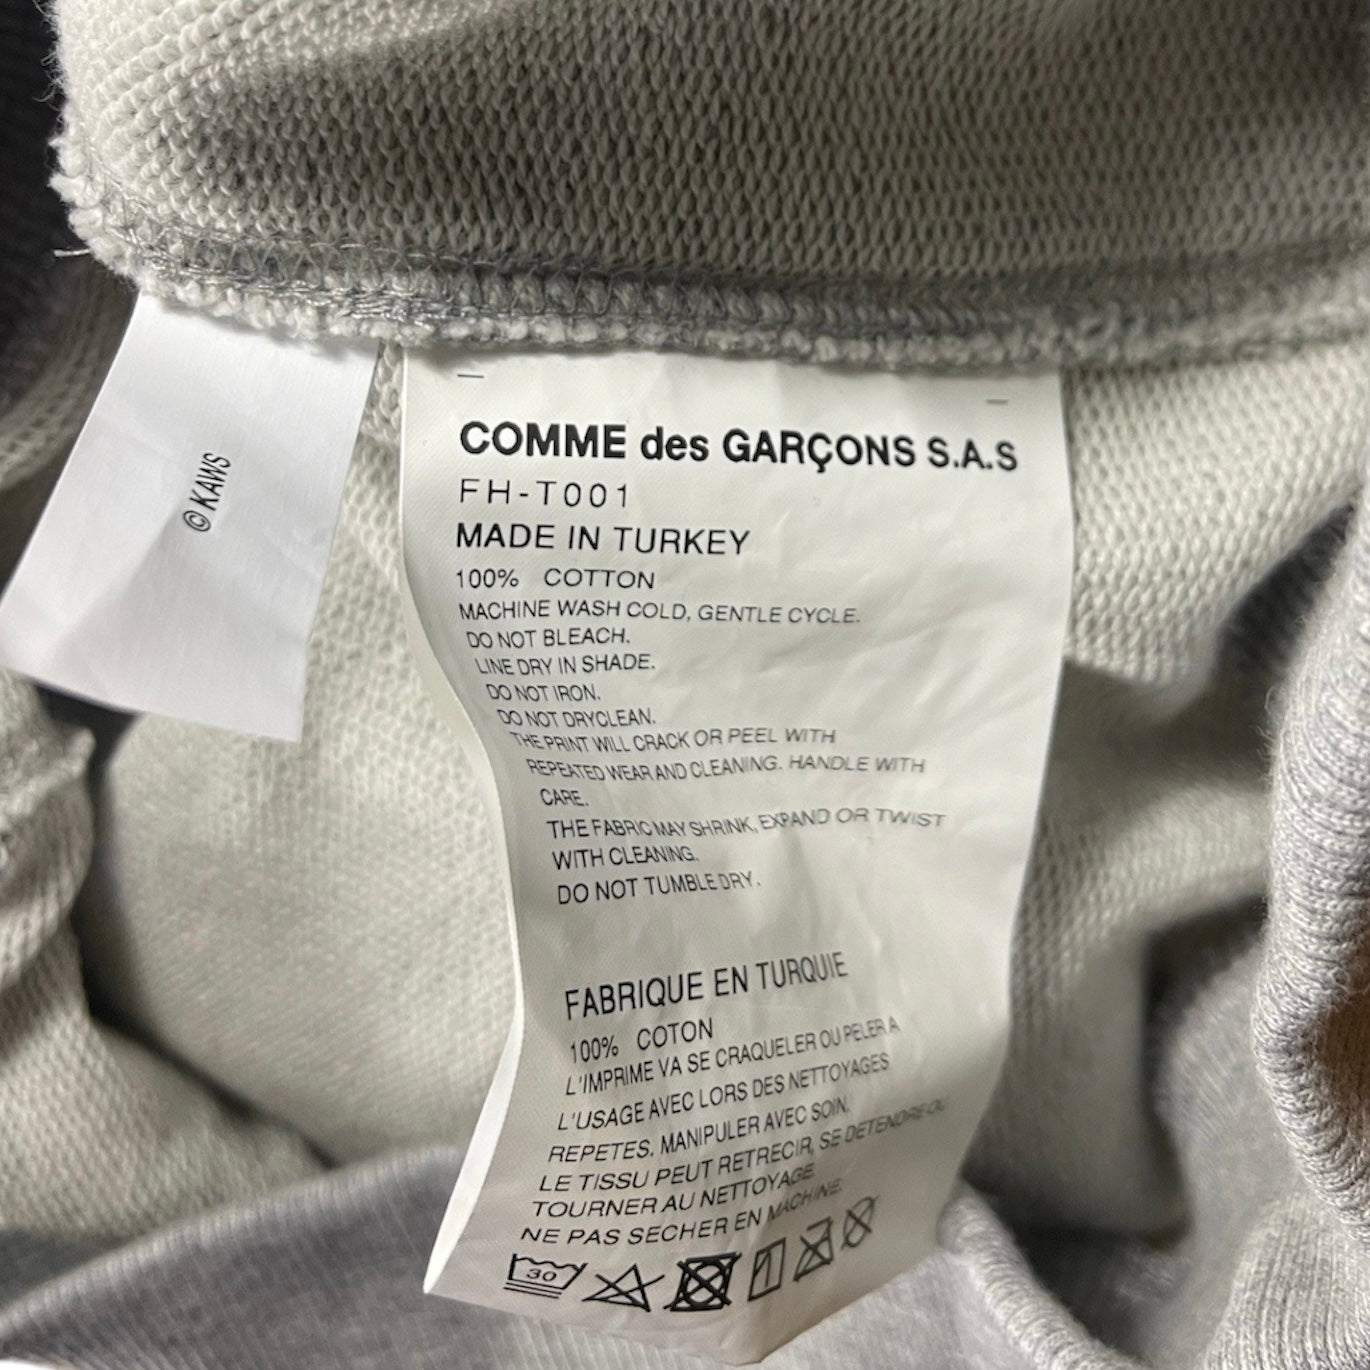 © KAWS
COMME des GARÇONS S.A.S
FH-T001
MADE IN TURKEY
100% COTTON
MACHINE WASH COLD, GENTLE CYCLE.
DO NOT BLEACH.
LINE DRY IN SHADE.
DO NOT IRON.
DO NOT DRYCLEAN.
THE PRINT WILL CRACK OR PEEL WITH
REPEATED WEAR AND CLEANING. HANDLE WITH
CARE.
THE FABRIC MAY SHRINK, EXPAND OR TWIST
WITH CLEANING.
DO NOT TUMBLE DRY.
FABRIQUE EN TURQUIE
100% COTON
L'IMPRIME VA SE CRAQUELER OU PELER A
L'USAGE AVEC LORS DES NETTOYAGES
REPETES. MANIPULER AVEC SOIN.
LE TISSU PEUT RETRECIR, SE DETENDRE OU
TOURNER AU NETTOYAGE
NE PAS SECHER EN MACHINE.
30